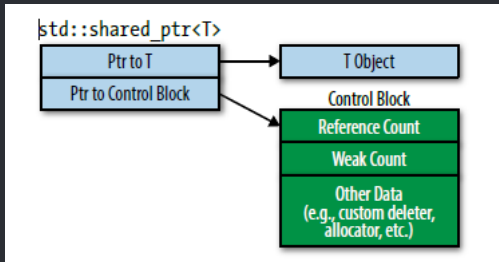 std::shared_ptr<T>
Ptr to T
T Object
Ptr to Control Block
Control Block
Reference Count
Weak Count
Other Data
(e.g., custom deleter,
allocator, etc.)